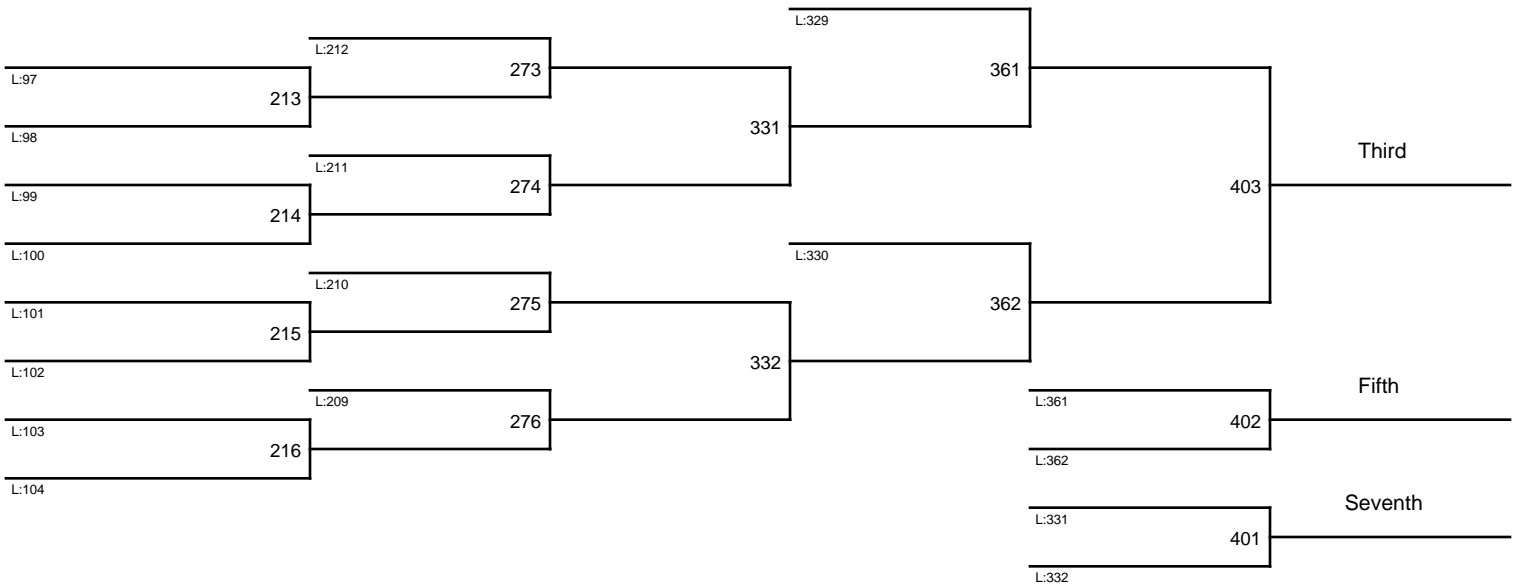 L:329
L:212
273
361
L:97
213
L:98
331
Third
L:211
274
403
L:99
214
L:100
L:330
L:210
275
362
L:101
215
L:102
332
Fifth
L:209
276
L:361
402
L:103
216
L:362
L:104
Seventh
L:331
401
L:332